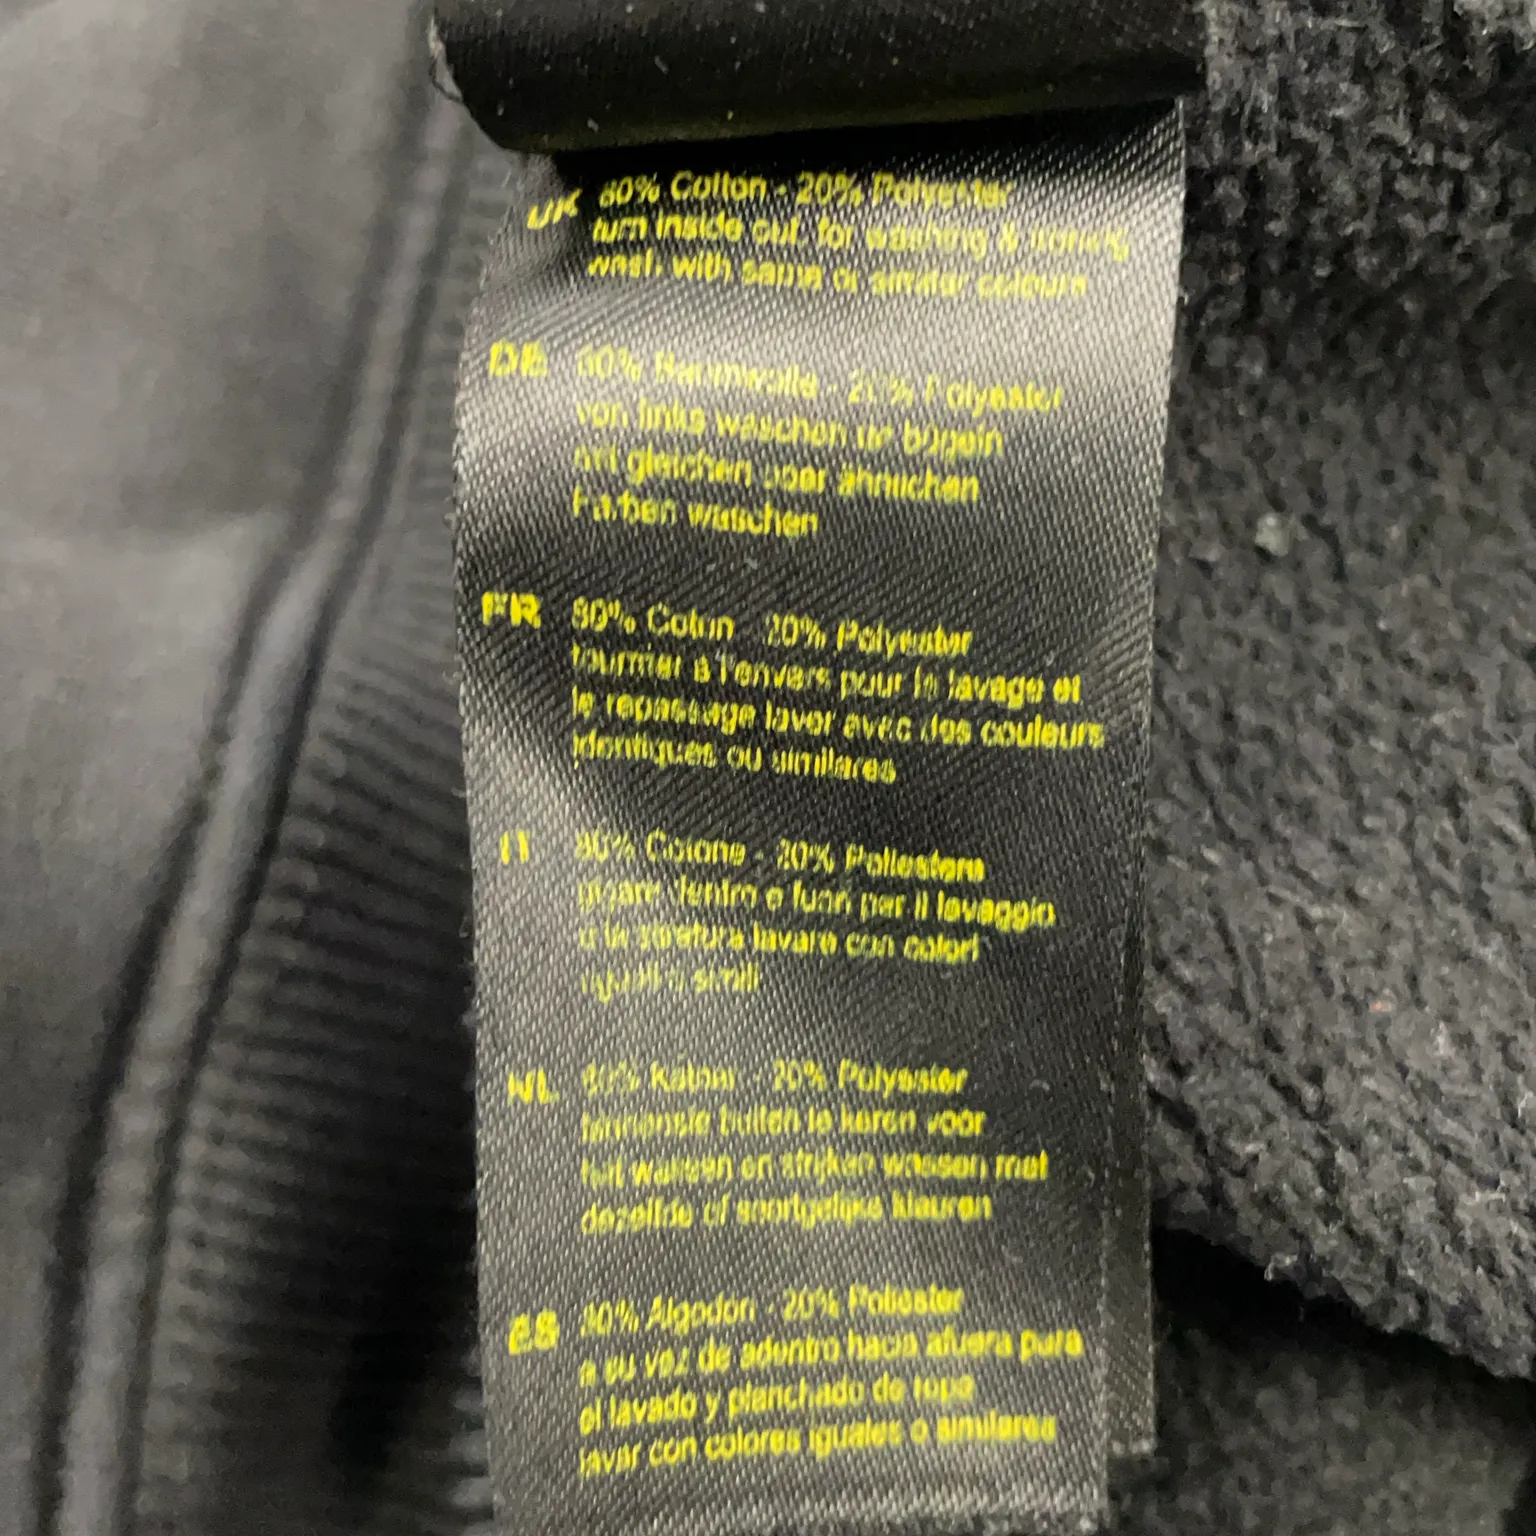 UK 80% Cotton - 20% Polyester
turn inside out for washing & ironing
wash with same or similar colours
DE 80% Baumwolle - 20% Polyester
von links waschen bügeln
mit gleichen oder ähnlichen
Farben waschen
FR 80% Coton - 20% Polyester
tourner à l'envers pour le lavage et
le repassage laver avec des couleurs
identiques ou similares
IT 80% Cotone - 20% Poliestere
girare dentro e fuori per il lavaggio
o la stiratura lavare con colori
uguali o simili
NL 80% Katoen - 20% Polyester
buiten te keren voor
het wassen en strijken wassen met
dezelfde of soortgelijke kleuren
ES 80% Algodon - 20% Poliester
a su vez de adentro hacia afuera para
el lavado y planchado de ropa
lavar con colores iguales o similares